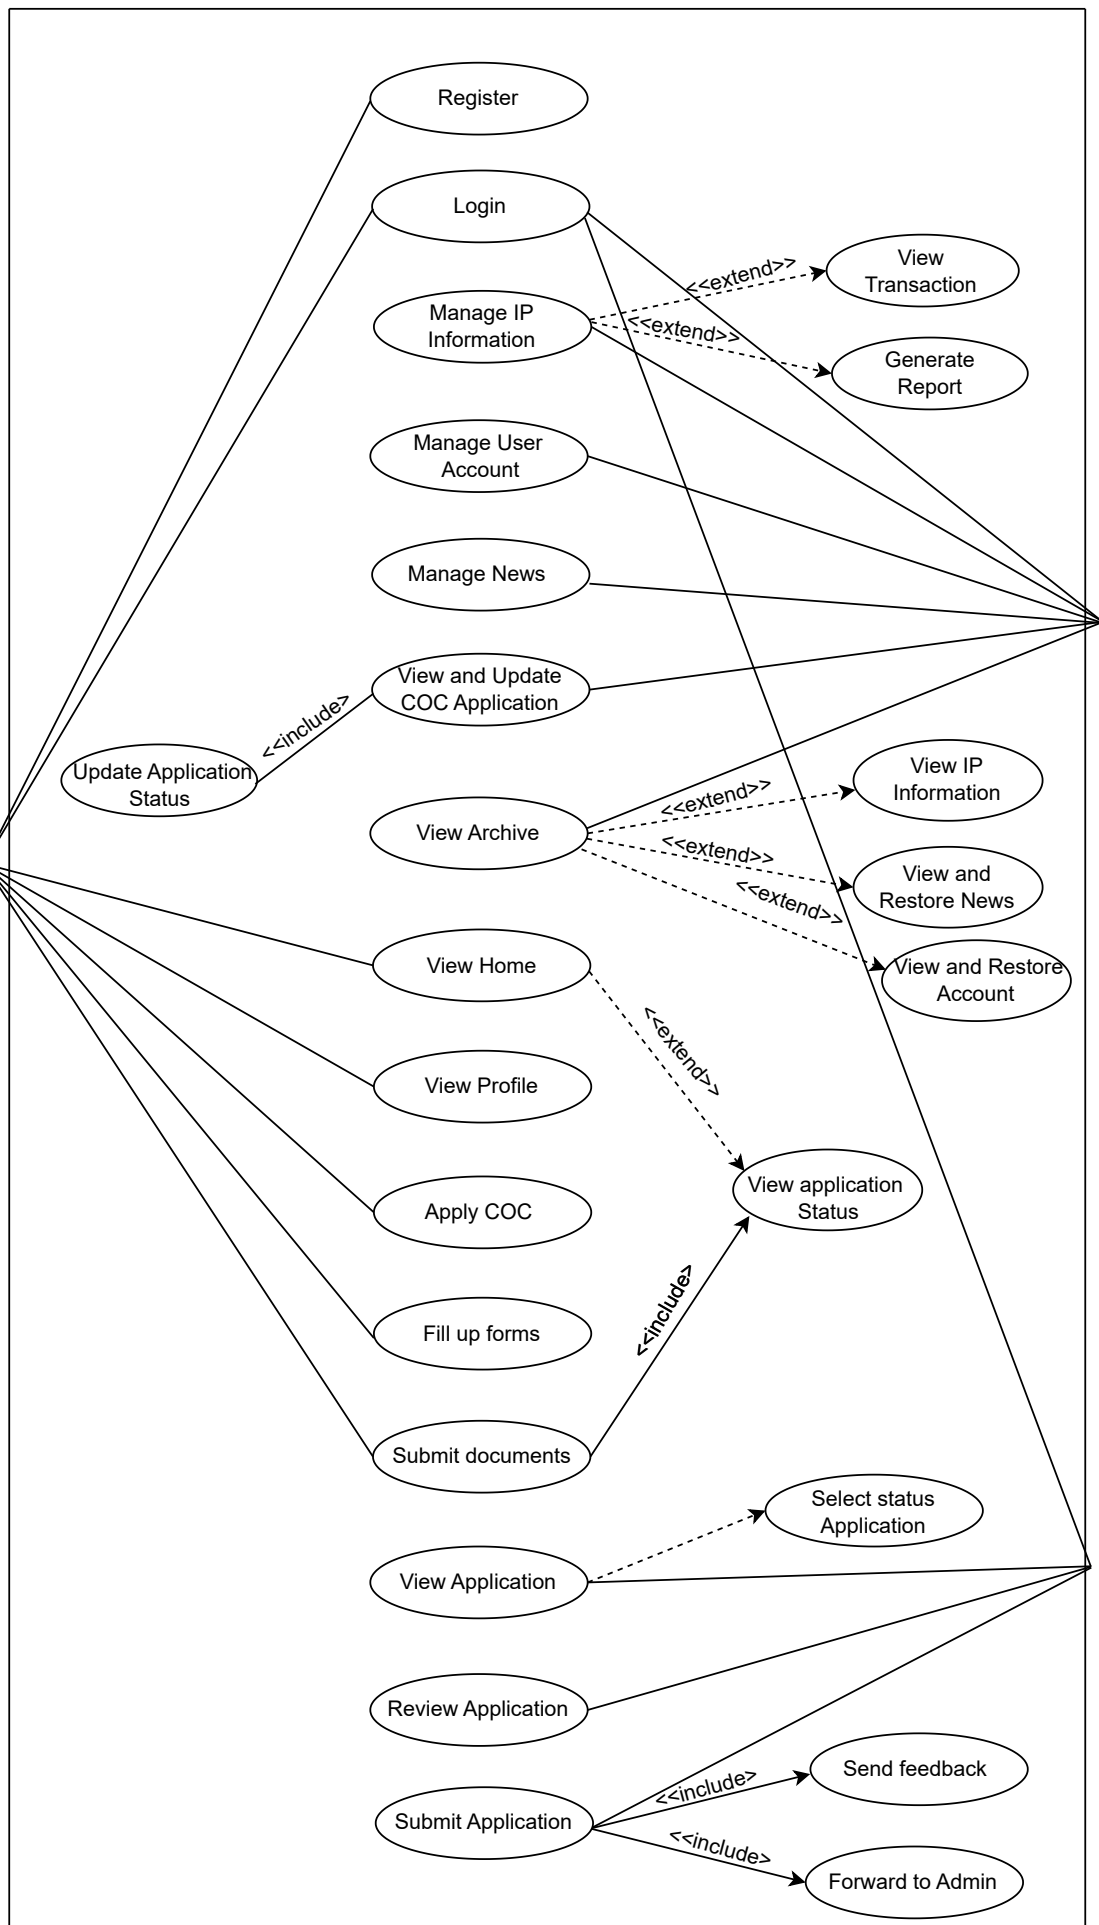 Register
Login
<<extend>>
View
Transaction
Manage IP
Information
<<extend>>
Generate
Report
Manage User
Account
Manage News
View and Update
COC Application
<<include>
Update Application
Status
View Archive
<<extend>>
View IP
Information
<<extend>>
View and
Restore News
<<extend>>
View and Restore
Account
View Home
<<extend>>
View Profile
View application
Status
Apply COC
<<include>
Fill up forms
Submit documents
Select status
Application
View Application
Review Application
Send feedback
<<include>
Submit Application
<<include>
Forward to Admin